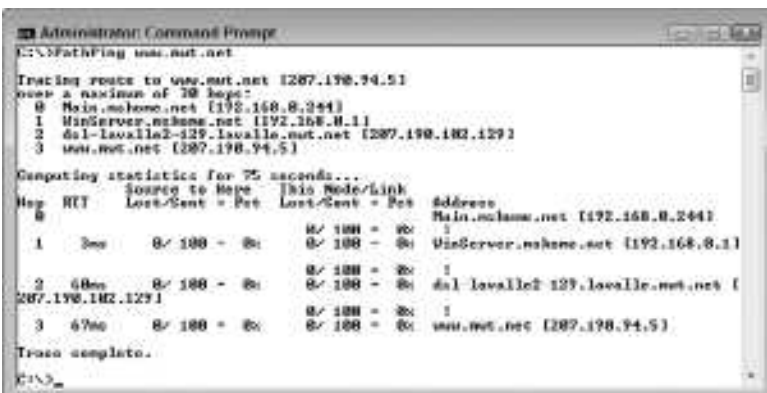 Administrator: Command Prompt
C:\>PathPing www.mwt.net
Tracing route to www.mwt.net [207.190.94.5]
over a maximum of 30 hops:
0 Main.mshome.net [192.168.0.244]
1 WinServer.mshome.net [192.168.0.1]
2 dsl-lavalle2-129.lavalle.mwt.net [207.190.102.129]
3 www.mwt.net [207.190.94.5]
Computing statistics for 75 seconds...
Source to Here This Node/Link
Hop RTT Lost/Sent = Pct Lost/Sent = Pct Address
0 Main.mshome.net [192.168.0.244]
0/ 100 = 0% |
1 3ms 0/ 100 = 0% 0/ 100 = 0% WinServer.mshome.net [192.168.0.1]
0/ 100 = 0% |
2 60ms 0/ 100 = 0% 0/ 100 = 0% dsl-lavalle2-129.lavalle.mwt.net [
207.190.102.129]
0/ 100 = 0% |
3 67ms 0/ 100 = 0% 0/ 100 = 0% www.mwt.net [207.190.94.5]
Trace complete.
C:\>_